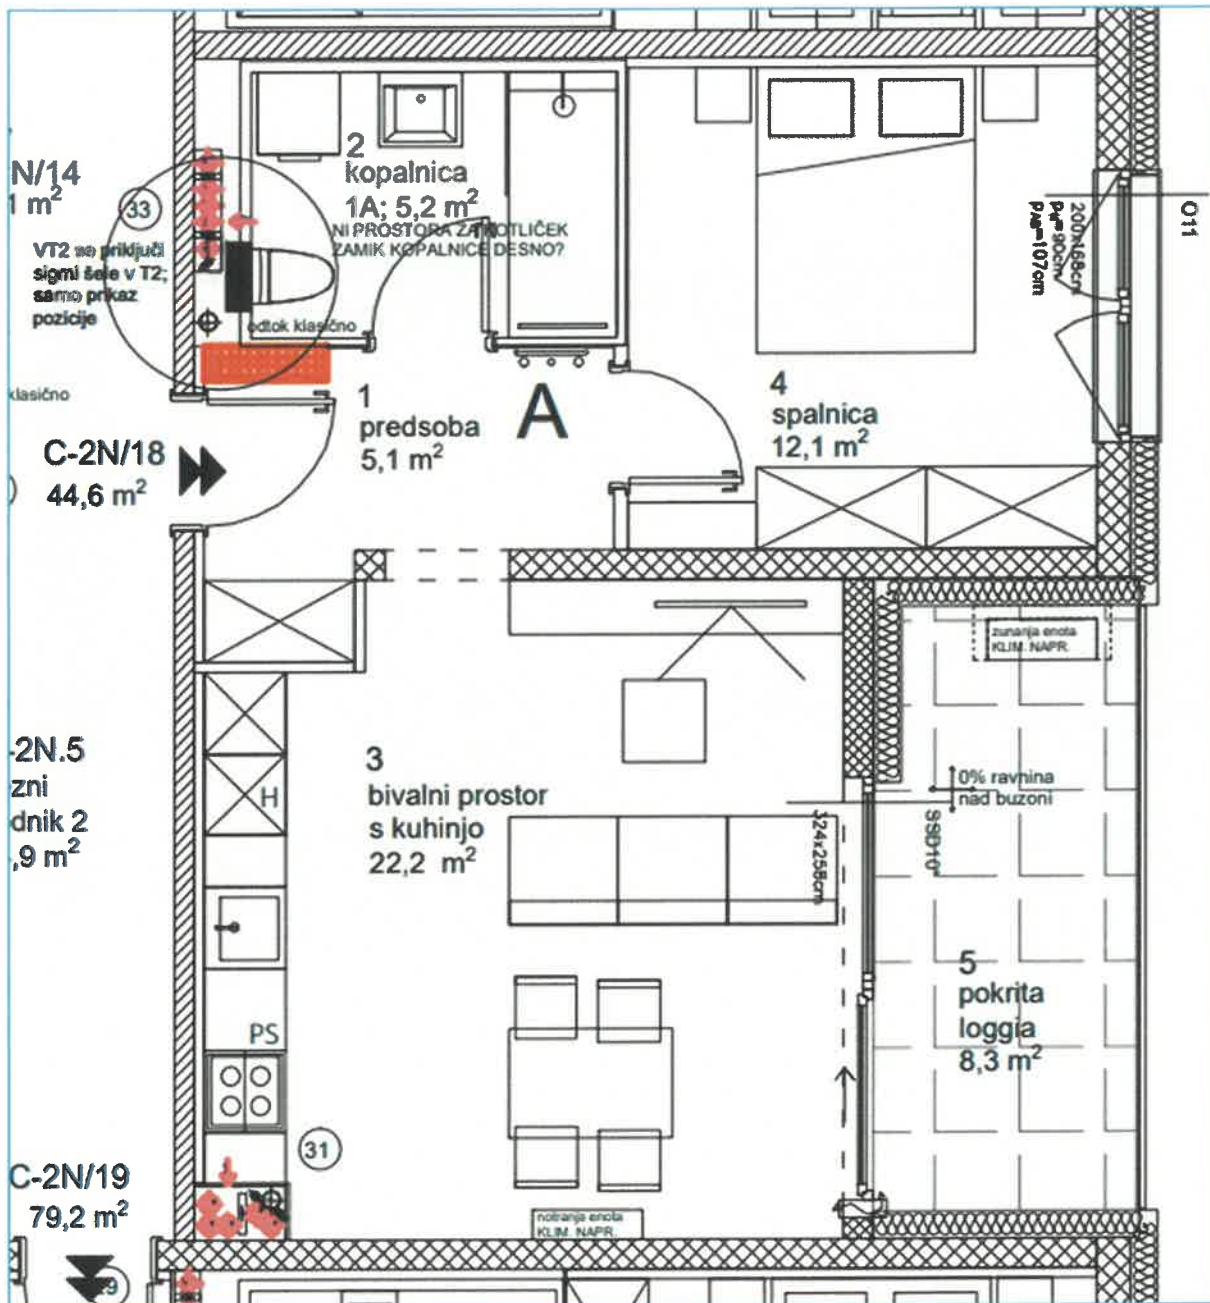 N/14
m²
33
VT2 se priključi
sigmi šele v T2;
samo prikaz
pozicije
klasično
2
kopalnica
1A; 5,2 m²
NI PROSTORA ZA KOTLIČEK
ZAMIK KOPALNICE DESNO?
odtok klasično
O11
200x168cm
90cm
107cm
1
predsoba
5,1 m²
A
4
spalnica
12,1 m²
C-2N/18
44,6 m²
zunanja enota
KLIM. NAPR.
-2N.5
zni
dnik 2
,9 m²
H
3
bivalni prostor
s kuhinjo
22,2 m²
324x258cm
0% ravnina
nad buzoni
SSD10*
5
pokrita
loggia
8,3 m²
PS
31
C-2N/19
79,2 m²
notranja enota
KLIM. NAPR.